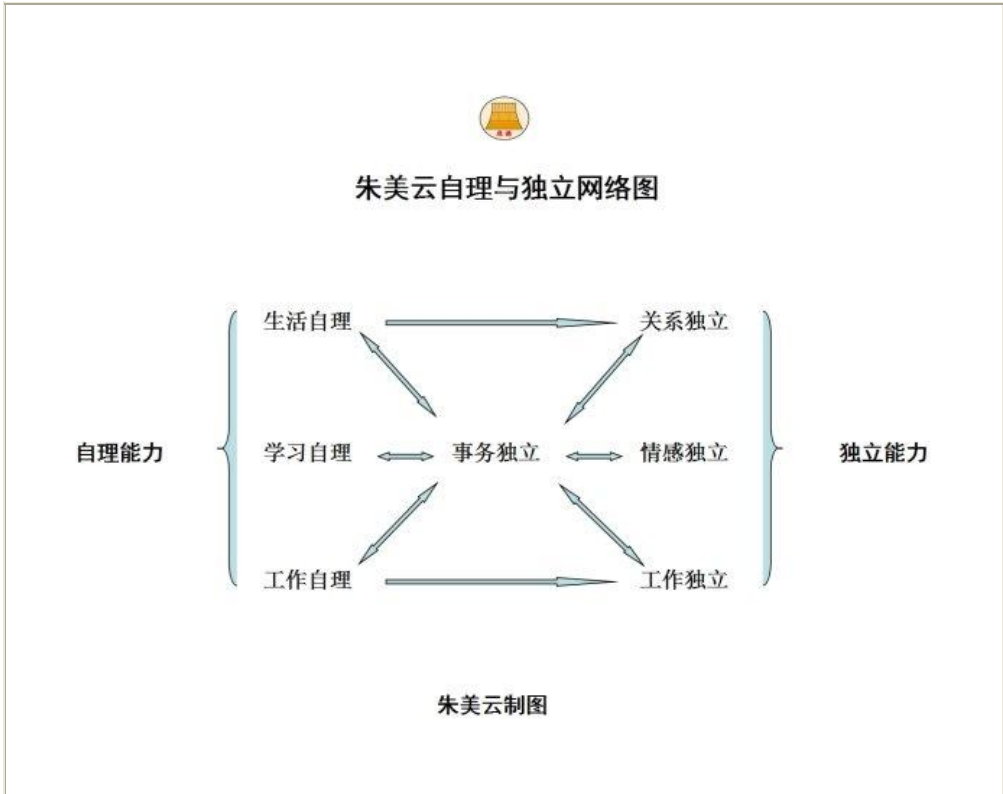 朱美云自理与独立网络图
生活自理 关系独立
自理能力 学习自理 事务独立 情感独立 独立能力
工作自理 工作独立
朱美云制图